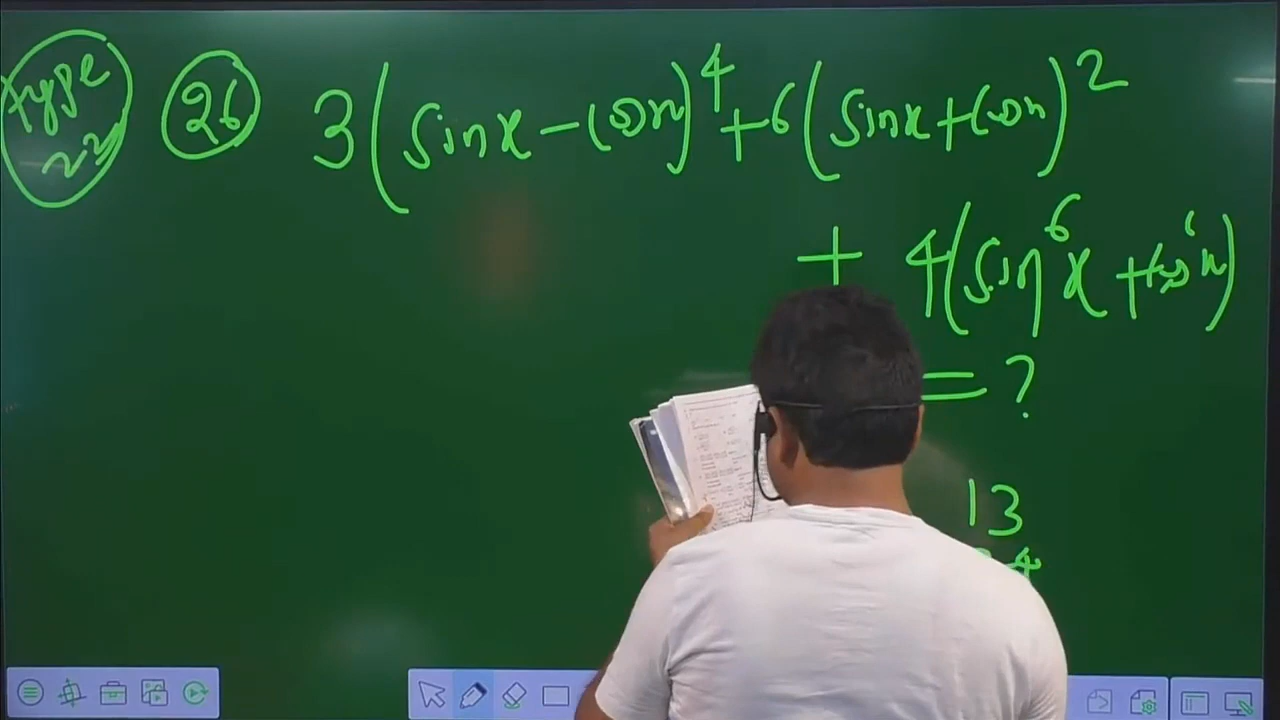 type 22
26
3(sinx-cosx)⁴+6(sinx+cosx)²
+ 4(sin⁶x+cos⁶x)
= ?
13